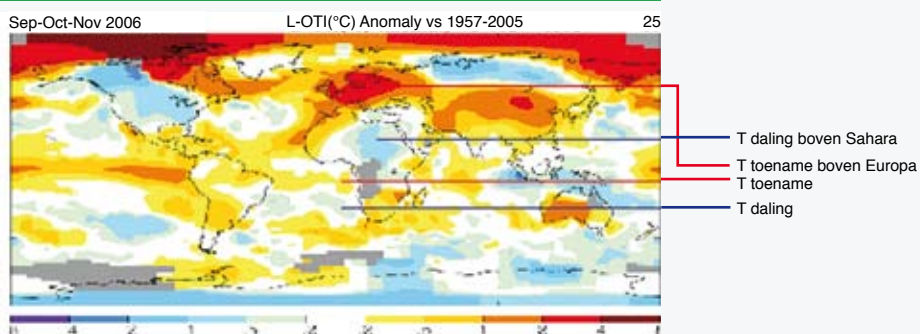 Sep-Oct-Nov 2006 L-OTI(°C) Anomaly vs 1957-2005 25
T daling boven Sahara
T toename boven Europa
T toename
T daling